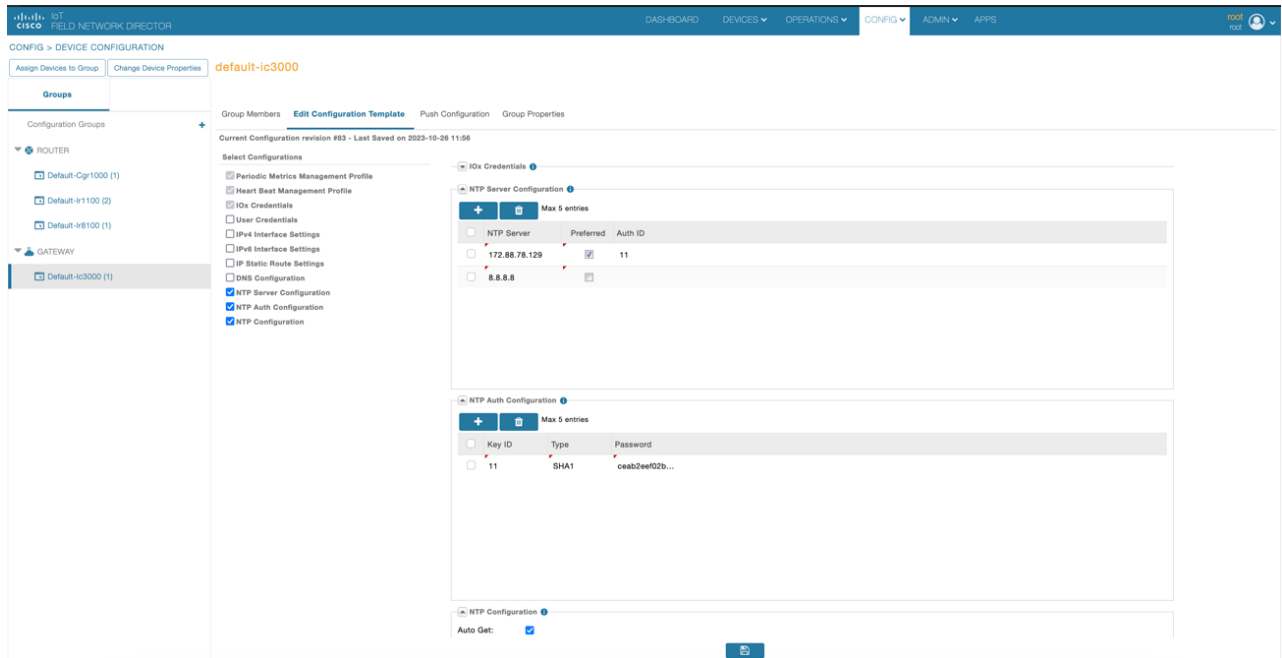 CISCO IoT FIELD NETWORK DIRECTOR
DASHBOARD DEVICES OPERATIONS CONFIG ADMIN APPS
root
root
CONFIG > DEVICE CONFIGURATION
Assign Devices to Group Change Device Properties default-ic3000
Groups
Configuration Groups +
ROUTER
Default-Cgr1000 (1)
Default-Ir1100 (2)
Default-Ir8100 (1)
GATEWAY
Default-Ic3000 (1)
Group Members Edit Configuration Template Push Configuration Group Properties
Current Configuration revision #83 - Last Saved on 2023-10-26 11:56
Select Configurations
Periodic Metrics Management Profile
Heart Beat Management Profile
IOx Credentials
User Credentials
IPv4 Interface Settings
IPv6 Interface Settings
IP Static Route Settings
DNS Configuration
NTP Server Configuration
NTP Auth Configuration
NTP Configuration
IOx Credentials
NTP Server Configuration
+ Max 5 entries
NTP Server Preferred Auth ID
172.88.78.129 11
8.8.8.8
NTP Auth Configuration
+ Max 5 entries
Key ID Type Password
11 SHA1 ceab2eef02b...
NTP Configuration
Auto Get: